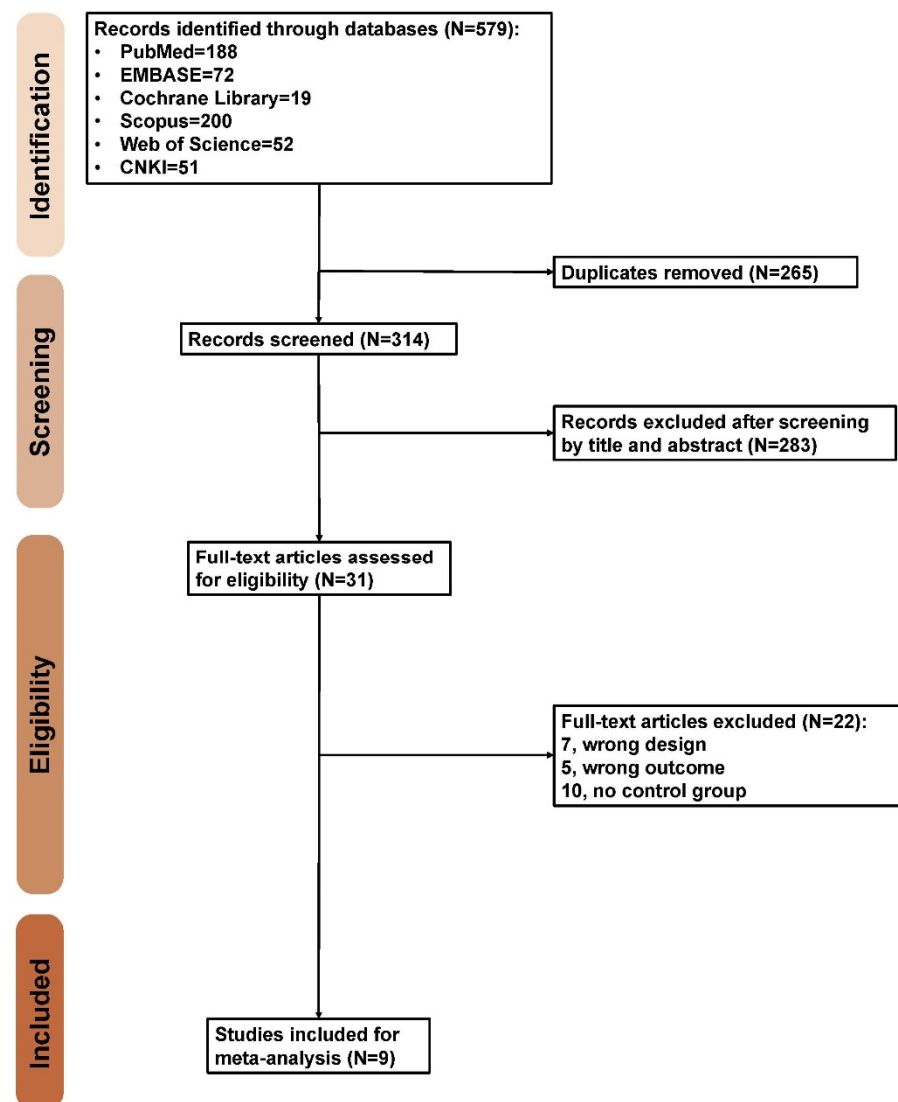 Identification
Records identified through databases (N=579):
• PubMed=188
• EMBASE=72
• Cochrane Library=19
• Scopus=200
• Web of Science=52
• CNKI=51
Duplicates removed (N=265)
Screening
Records screened (N=314)
Records excluded after screening
by title and abstract (N=283)
Eligibility
Full-text articles assessed
for eligibility (N=31)
Full-text articles excluded (N=22):
7, wrong design
5, wrong outcome
10, no control group
Included
Studies included for
meta-analysis (N=9)